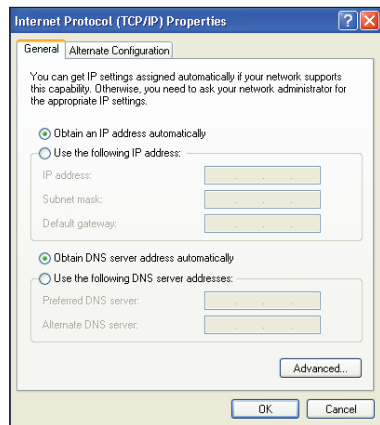 Internet Protocol (TCP/IP) Properties
General
Alternate Configuration
You can get IP settings assigned automatically if your network supports
this capability. Otherwise, you need to ask your network administrator for
the appropriate IP settings.
Obtain an IP address automatically
Use the following IP address:
IP address:
Subnet mask:
Default gateway:
Obtain DNS server address automatically
Use the following DNS server addresses:
Preferred DNS server:
Alternate DNS server:
Advanced...
OK
Cancel